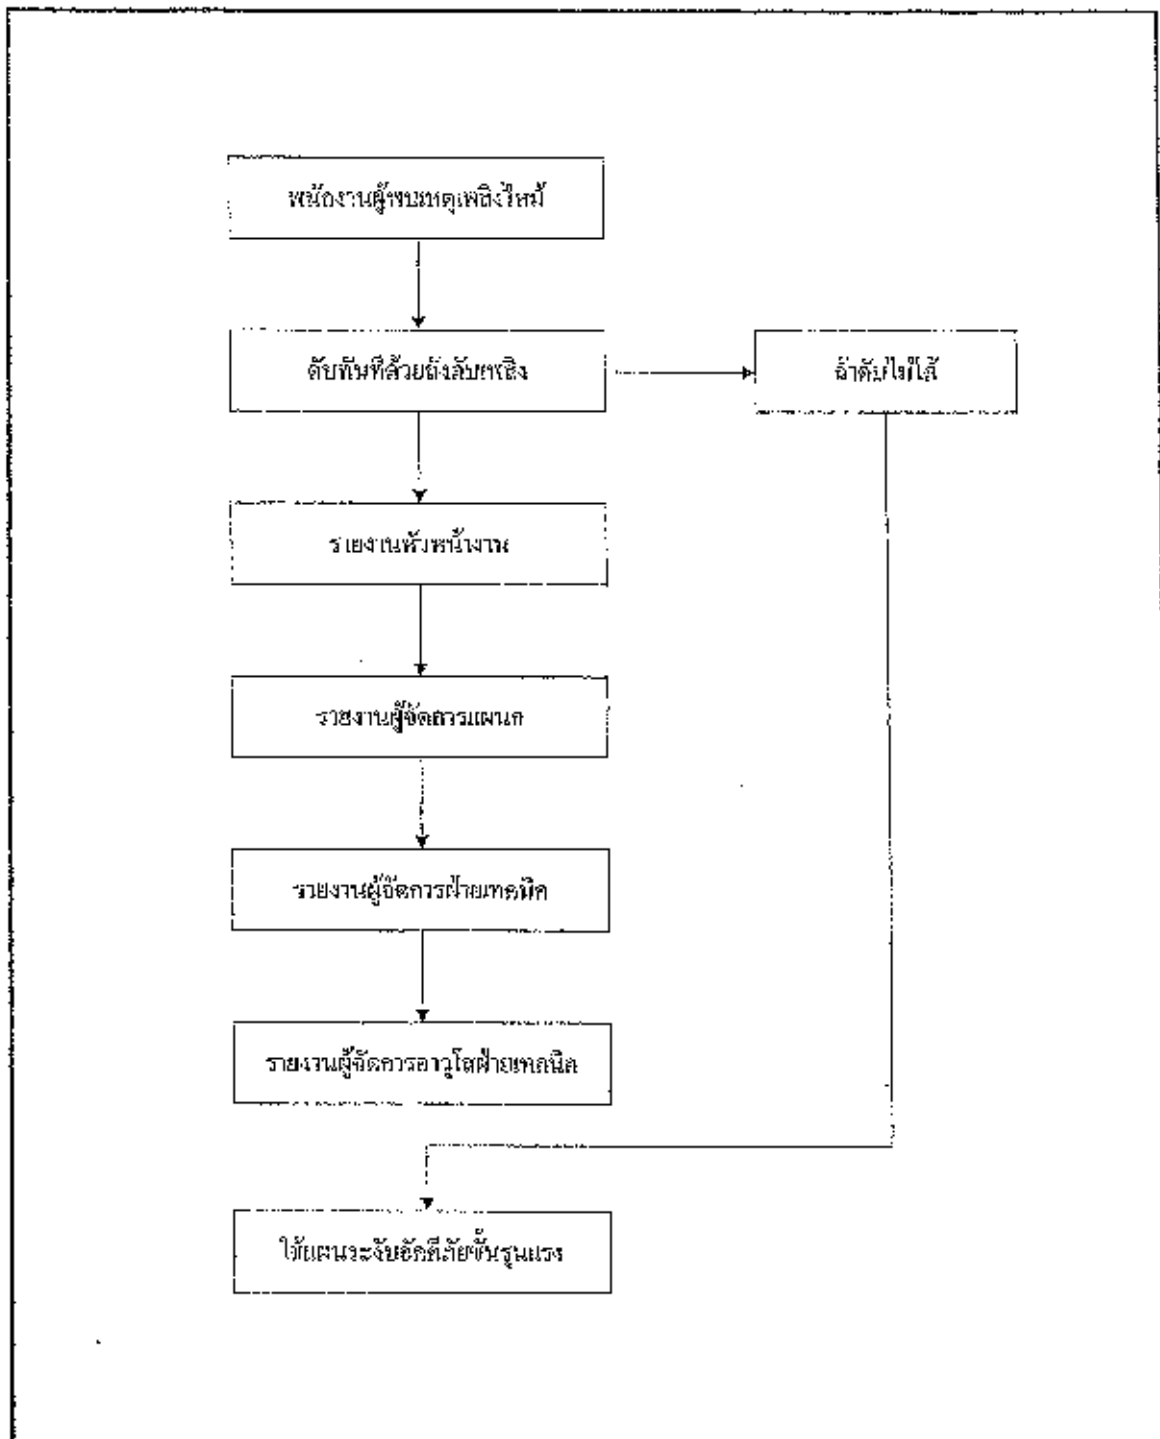 พนักงานผู้พบเหตุเพลิงไหม้
ดับทันทีด้วยถังดับเพลิง
ถ้าดับไม่ได้
รายงานหัวหน้างาน
รายงานผู้จัดการแผนก
รายงานผู้จัดการฝ่ายเทคนิค
รายงานผู้จัดการอาวุโสฝ่ายเทคนิค
ใช้แผนระงับอัคคีภัยขั้นรุนแรง